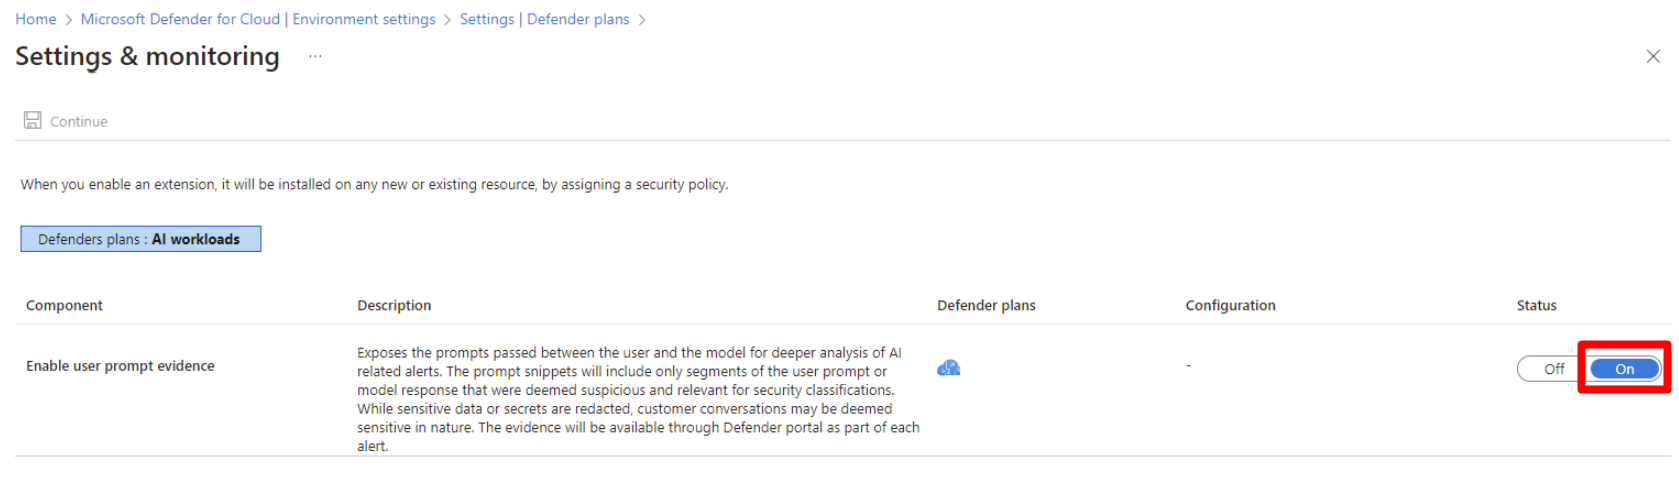 Home > Microsoft Defender for Cloud | Environment settings > Settings | Defender plans >
Settings & monitoring ...
Continue
When you enable an extension, it will be installed on any new or existing resource, by assigning a security policy.
Defenders plans : AI workloads
Component Description Defender plans Configuration Status
Enable user prompt evidence
Exposes the prompts passed between the user and the model for deeper analysis of AI
related alerts. The prompt snippets will include only segments of the user prompt or
model response that were deemed suspicious and relevant for security classifications.
While sensitive data or secrets are redacted, customer conversations may be deemed
sensitive in nature. The evidence will be available through Defender portal as part of each
alert.
-
Off On